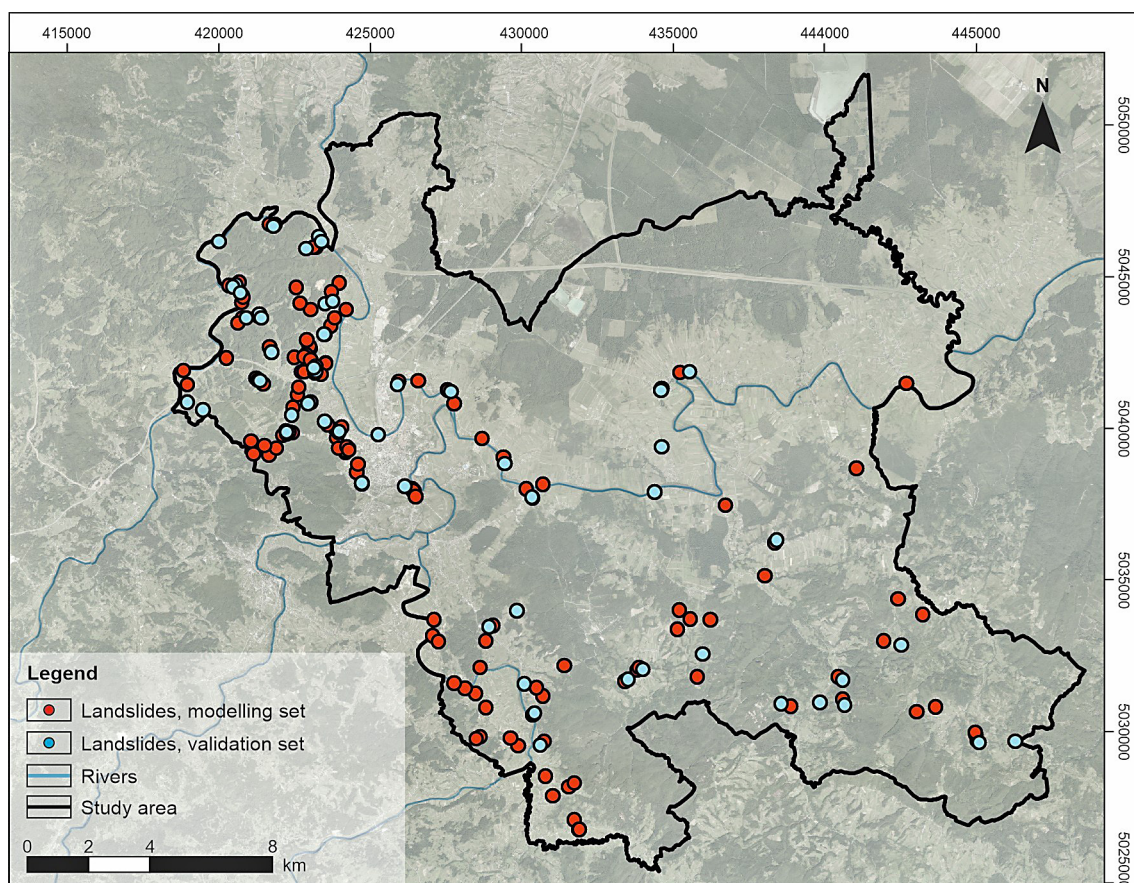 415000 420000 425000 430000 435000 440000 445000
N
5050000
5045000
5040000
5035000
5030000
5025000
Legend
Landslides, modelling set
Landslides, validation set
Rivers
Study area
0 2 4 8
km